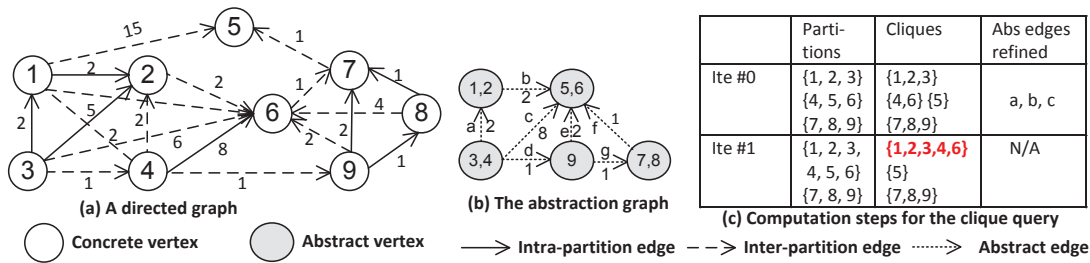 15
5
1
1
2
2
2
7
1
7
1
2
5
2
2
6
1
4
8
6
8
2
2
3
1
4
1
9
1
(a) A directed graph
1,2
b
2
5,6
a
2
c
8
e
2
f
1
3,4
d
1
9
g
1
7,8
(b) The abstraction graph
Parti-
tions
Cliques
Abs edges
refined
Ite #0
{1, 2, 3}
{4, 5, 6}
{7, 8, 9}
{1,2,3}
{4,6} {5}
{7,8,9}
a, b, c
Ite #1
{1, 2, 3,
4, 5, 6}
{7, 8, 9}
{1,2,3,4,6}
{5}
{7,8,9}
N/A
(c) Computation steps for the clique query
Concrete vertex
Abstract vertex
Intra-partition edge
Inter-partition edge
Abstract edge